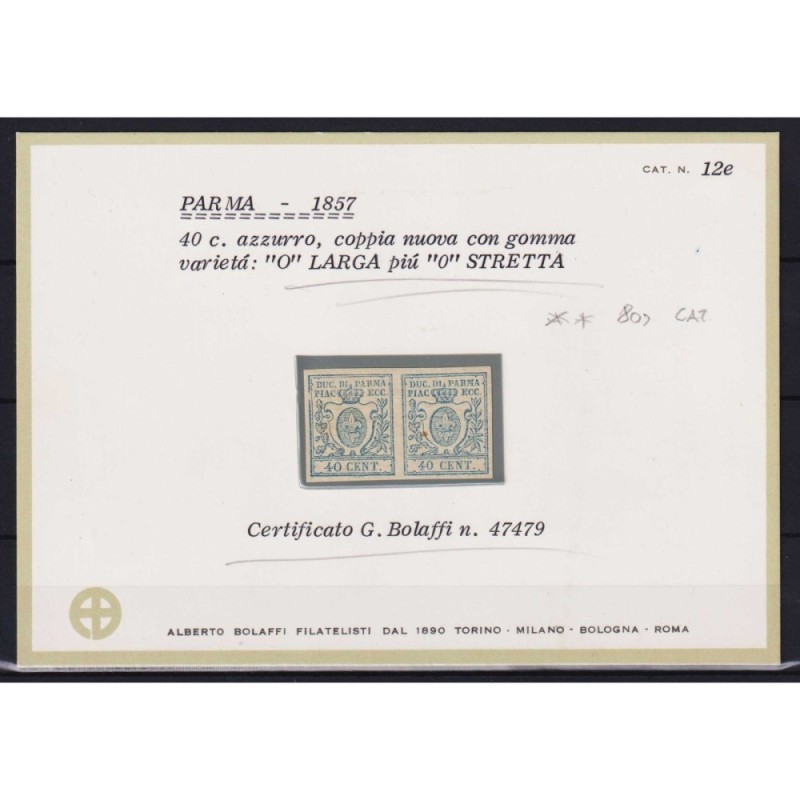 CAT. N. 12e
PARMA - 1857
40 c. azzurro, coppia nuova con gomma
varietá: "O" LARGA piú "0" STRETTA
** CAT
DUC. DI PARMA DUC. DI PARMA
PIAC ECC. PIAC ECC.
40 CENT. 40 CENT.
Certificato G. Bolaffi n. 47479
ALBERTO BOLAFFI FILATELISTI DAL 1890 TORINO - MILANO - BOLOGNA - ROMA